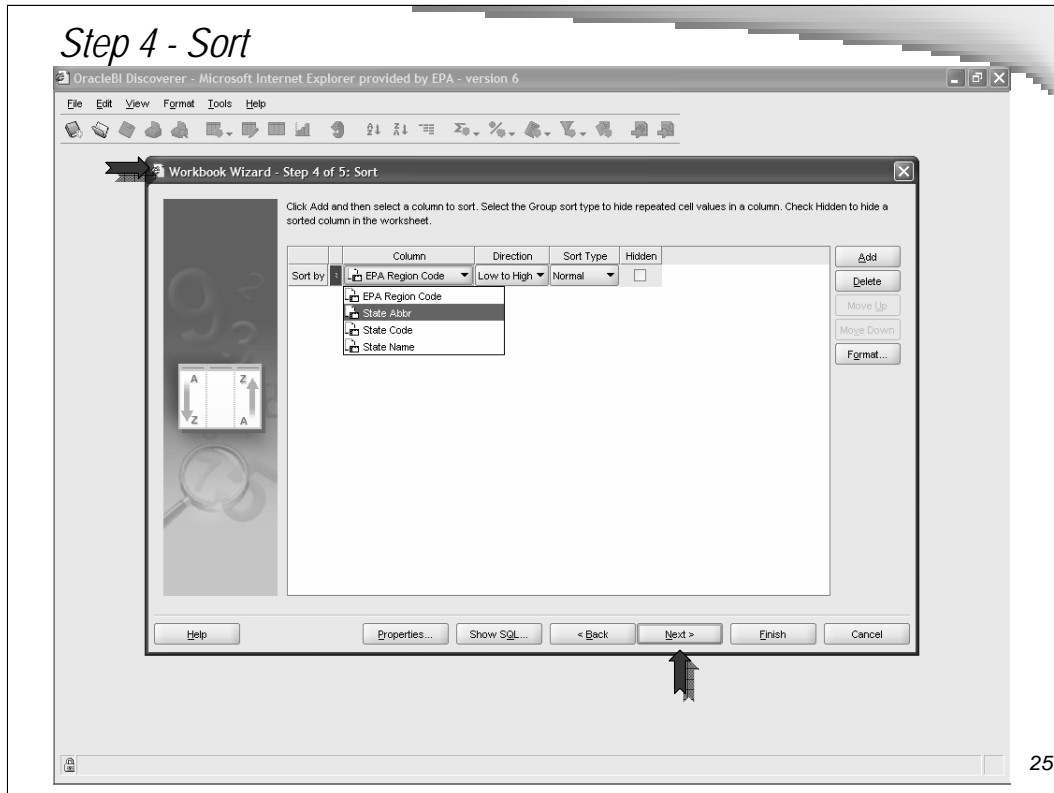 Step 4 - Sort
OracleBI Discoverer - Microsoft Internet Explorer provided by EPA - version 6
File Edit View Format Tools Help
Workbook Wizard - Step 4 of 5: Sort
Click Add and then select a column to sort. Select the Group sort type to hide repeated cell values in a column. Check Hidden to hide a
sorted column in the worksheet.
Column Direction Sort Type Hidden
Sort by EPA Region Code Low to High Normal
EPA Region Code
State Abbr
State Code
State Name
Add
Delete
Move Up
Move Down
Format...
A Z
Z A
Help Properties... Show SQL... < Back Next > Finish Cancel
25